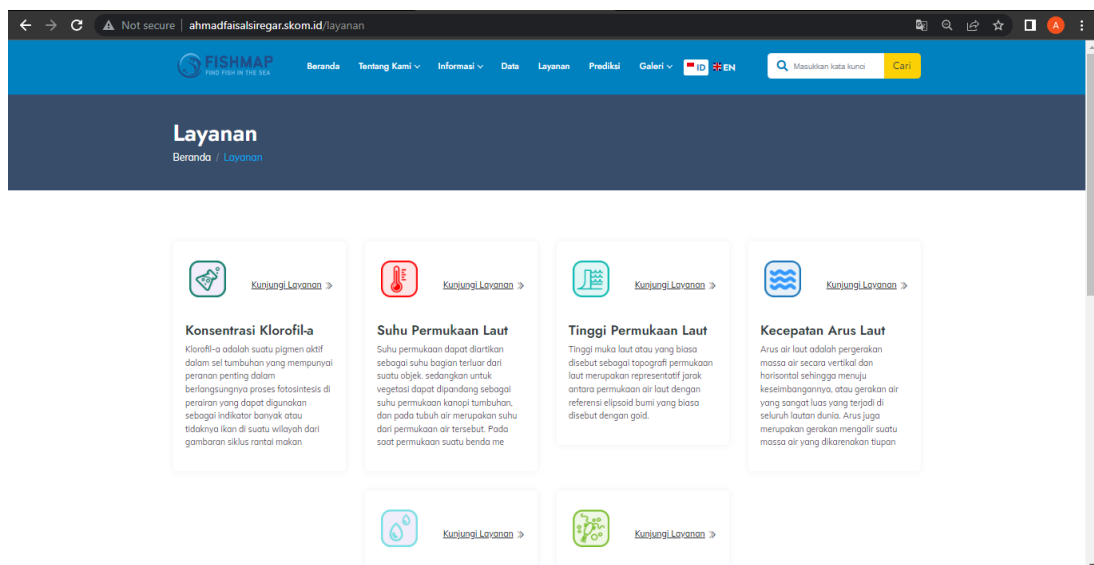 Not secure | ahmadfaisalsiregar.skom.id/layanan
A
FISHMAP
FIND FISH IN THE SEA
Beranda Tentang Kami Informasi Data Layanan Prediksi Galeri ID EN
Masukkan kata kunci
Cari
Layanan
Beranda / Layanan
Kunjungi Layanan »
Konsentrasi Klorofil-a
Klorofil-a adalah suatu pigmen aktif
dalam sel tumbuhan yang mempunyai
peranan penting dalam
berlangsungnya proses fotosintesis di
perairan yang dapat digunakan
sebagai indikator banyak atau
tidaknya ikan di suatu wilayah dari
gambaran siklus rantai makan
Kunjungi Layanan »
Suhu Permukaan Laut
Suhu permukaan dapat diartikan
sebagai suhu bagian terluar dari
suatu objek, sedangkan untuk
vegetasi dapat dipandang sebagai
suhu permukaan kanopi tumbuhan,
dan pada tubuh air merupakan suhu
dari permukaan air tersebut. Pada
saat permukaan suatu benda me
Kunjungi Layanan »
Tinggi Permukaan Laut
Tinggi muka laut atau yang biasa
disebut sebagai topografi permukaan
laut merupakan representatif jarak
antara permukaan air laut dengan
referensi elipsoid bumi yang biasa
disebut dengan goid.
Kunjungi Layanan »
Kecepatan Arus Laut
Arus air laut adalah pergerakan
massa air secara vertikal dan
horisontal sehingga menuju
keseimbangannya, atau gerakan air
yang sangat luas yang terjadi di
seluruh lautan dunia. Arus juga
merupakan gerakan mengalir suatu
massa air yang dikarenakan tiupan
Kunjungi Layanan »
Kunjungi Layanan »